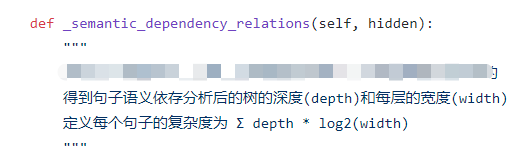 def _semantic_dependency_relations(self, hidden):
"""
的
得到句子语义依存分析后的树的深度(depth)和每层的宽度(width)
定义每个句子的复杂度为 Σ depth * log2(width)
"""